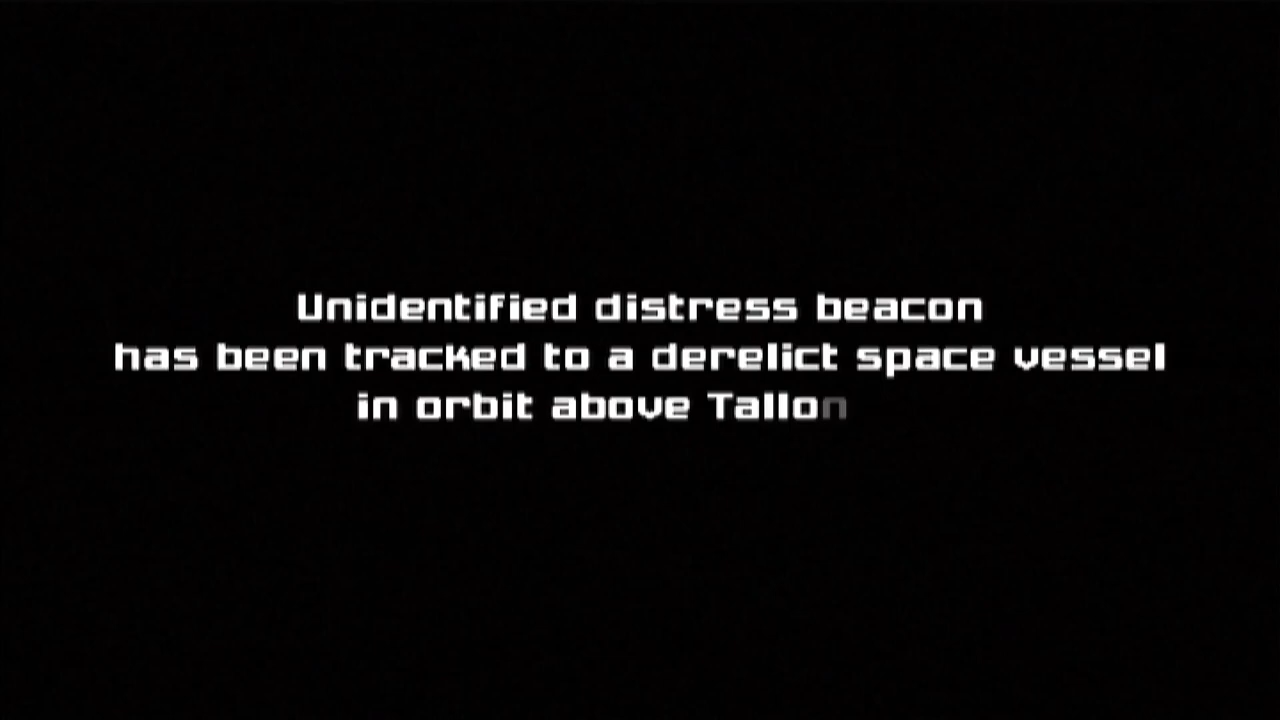 Unidentified distress beacon
has been tracked to a derelict space vessel
in orbit above Tallon